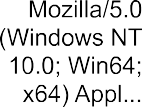 Mozilla/5.0
(Windows NT
10.0; Win64;
x64) Appl...